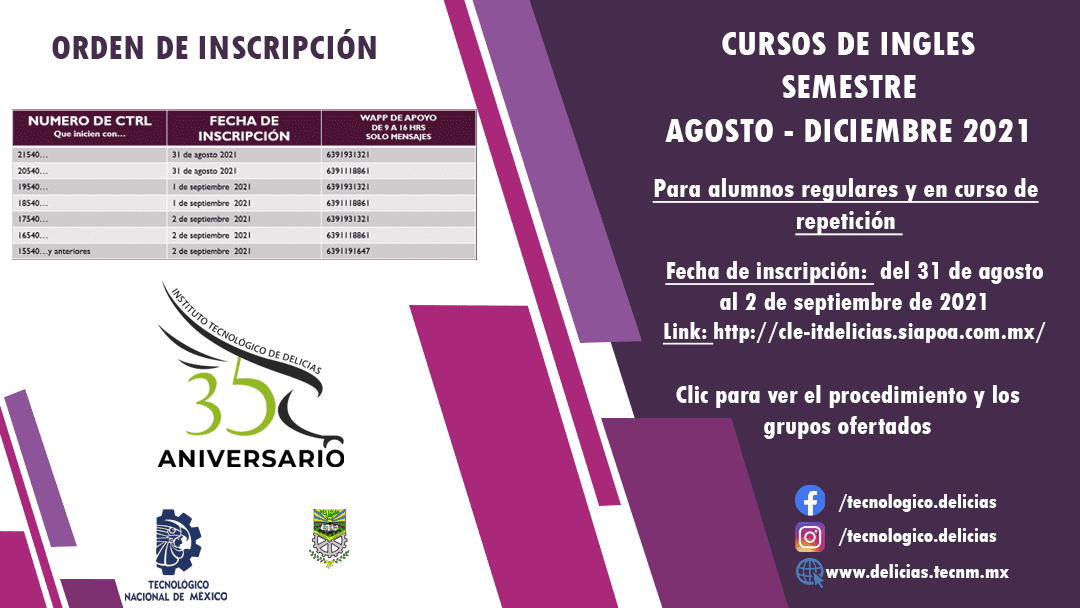 ORDEN DE INSCRIPCIÓN
NUMERO DE CTRL
Que inicien con...
FECHA DE
INSCRIPCIÓN
WAPP DE APOYO
DE 9 A 16 HRS
SOLO MENSAJES
21540... 31 de agosto 2021 6391931321
20540... 31 de agosto 2021 6391118861
19540... 1 de septiembre 2021 6391931321
18540... 1 de septiembre 2021 6391118861
17540... 2 de septiembre 2021 6391931321
16540... 2 de septiembre 2021 6391118861
15540...y anteriores 2 de septiembre 2021 6391191647
INSTITUTO TECNOLÓGICO DE DELICIAS
35
ANIVERSARIO
TECNOLÓGICO
NACIONAL DE MÉXICO
CURSOS DE INGLES
SEMESTRE
AGOSTO - DICIEMBRE 2021
Para alumnos regulares y en curso de
repetición
Fecha de inscripción: del 31 de agosto
al 2 de septiembre de 2021
Link: http://cle-itdelicias.siapoa.com.mx/
Clic para ver el procedimiento y los
grupos ofertados
/tecnologico.delicias
/tecnologico.delicias
www.delicias.tecnm.mx